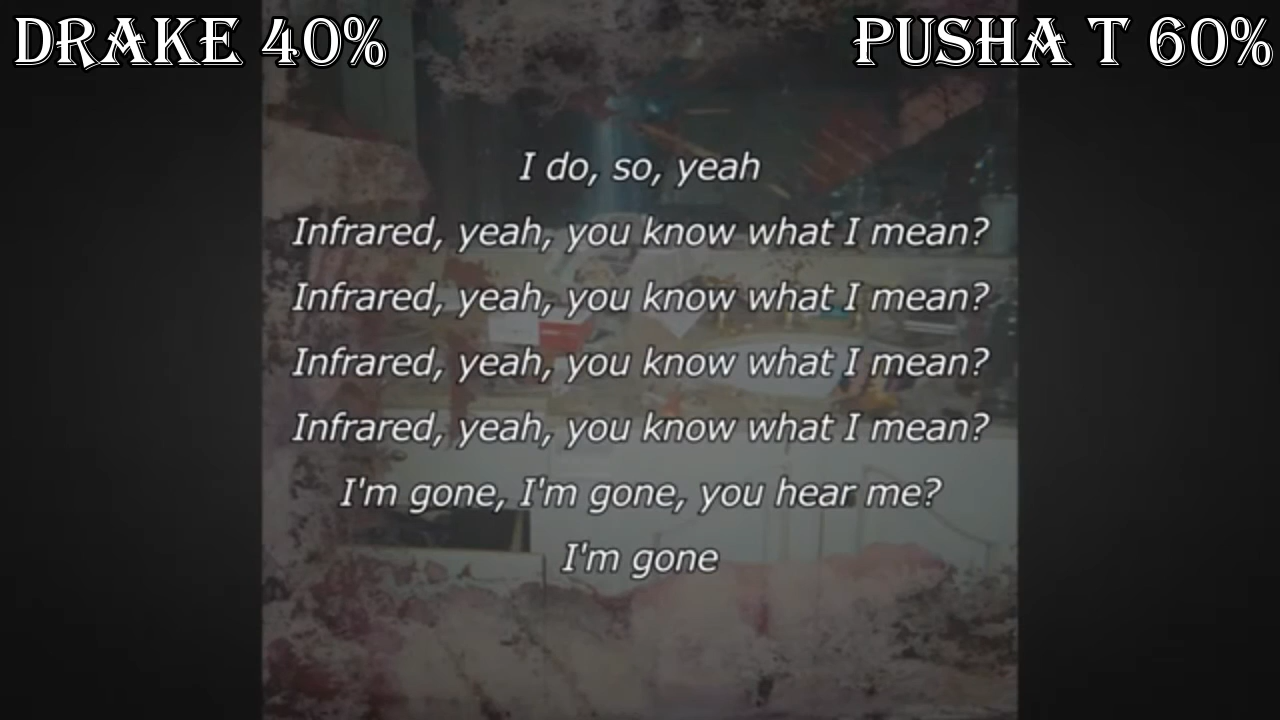 DRAKE 40%
PUSHA T 60%
I do, so, yeah
Infrared, yeah, you know what I mean?
Infrared, yeah, you know what I mean?
Infrared, yeah, you know what I mean?
Infrared, yeah, you know what I mean?
I'm gone, I'm gone, you hear me?
I'm gone